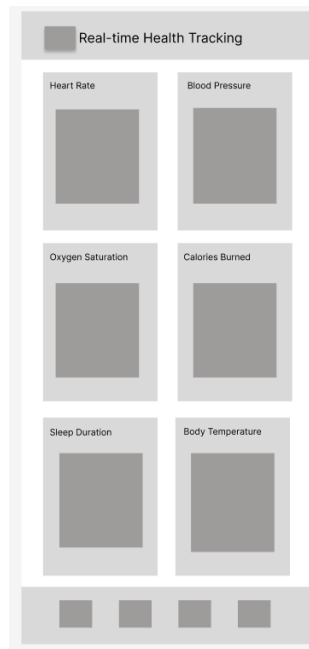 Real-time Health Tracking
Heart Rate
Blood Pressure
Oxygen Saturation
Calories Burned
Sleep Duration
Body Temperature